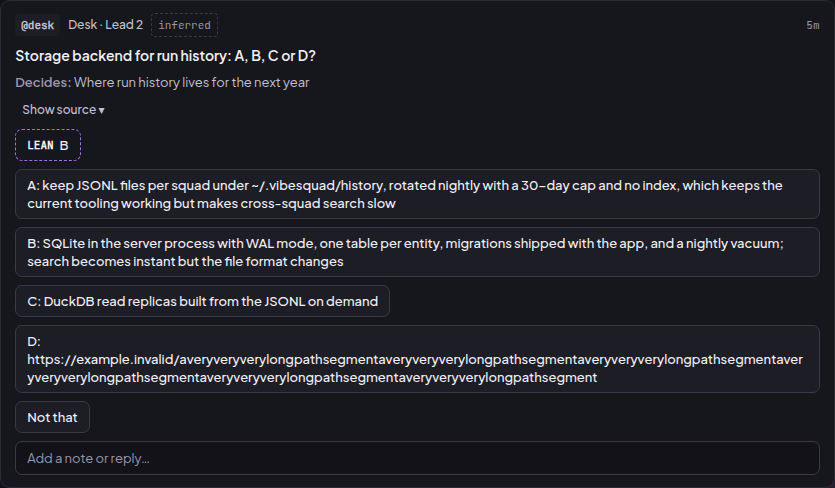 @desk Desk · Lead 2 inferred 5m
Storage backend for run history: A, B, C or D?
Decides: Where run history lives for the next year
Show source ▾
LEAN B
A: keep JSONL files per squad under ~/.vibesquad/history, rotated nightly with a 30-day cap and no index, which keeps the
current tooling working but makes cross-squad search slow
B: SQLite in the server process with WAL mode, one table per entity, migrations shipped with the app, and a nightly vacuum;
search becomes instant but the file format changes
C: DuckDB read replicas built from the JSONL on demand
D:
https://example.invalid/averyveryverylongpathsegmentaveryveryverylongpathsegmentaveryveryverylongpathsegmentaver
yveryverylongpathsegmentaveryveryverylongpathsegmentaveryveryverylongpathsegment
Not that
Add a note or reply...